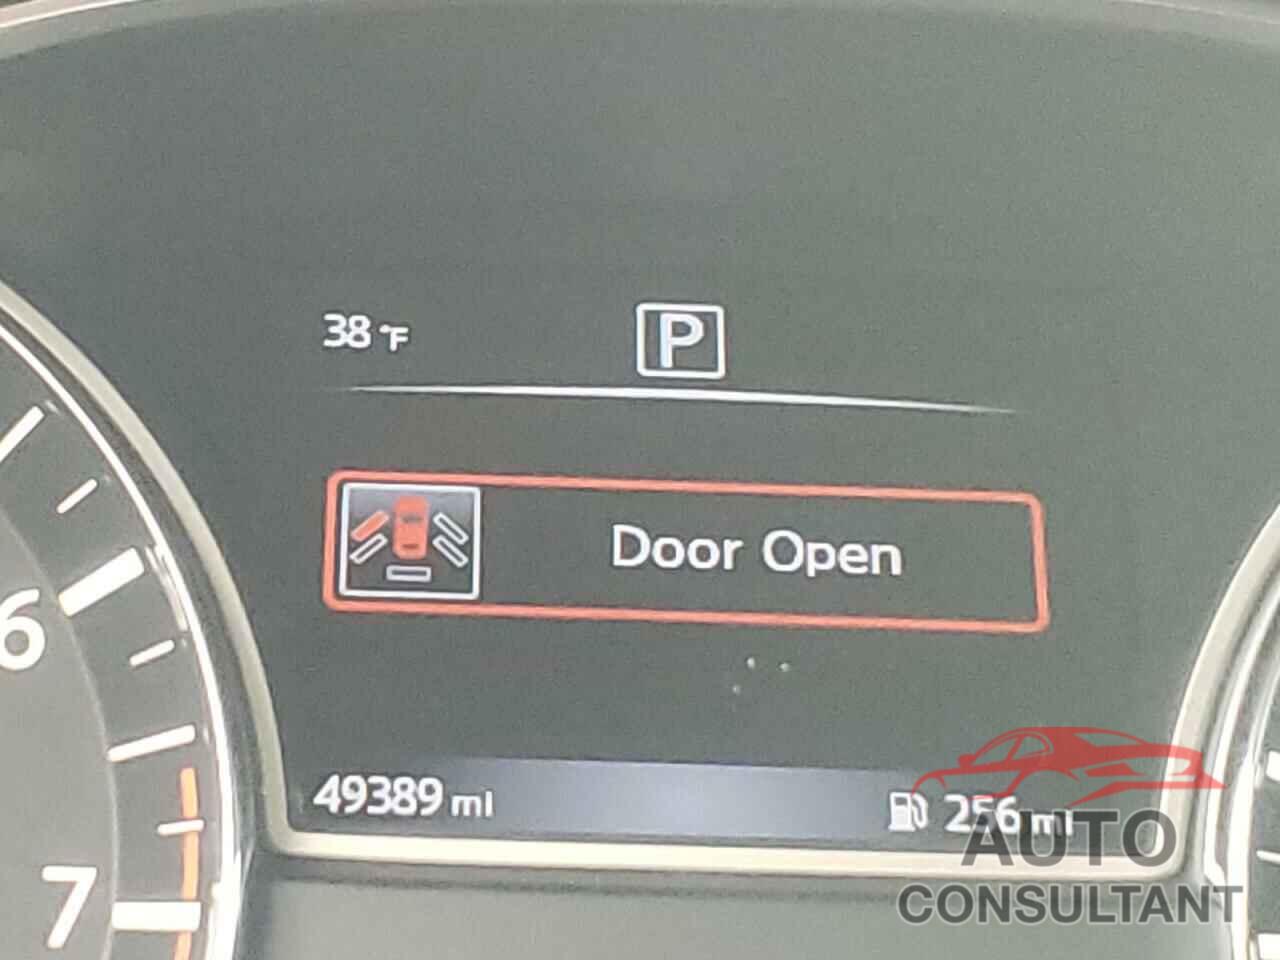 38 °F P
Door Open
6
49389 mi
256 mi
7
AUTO
CONSULTANT